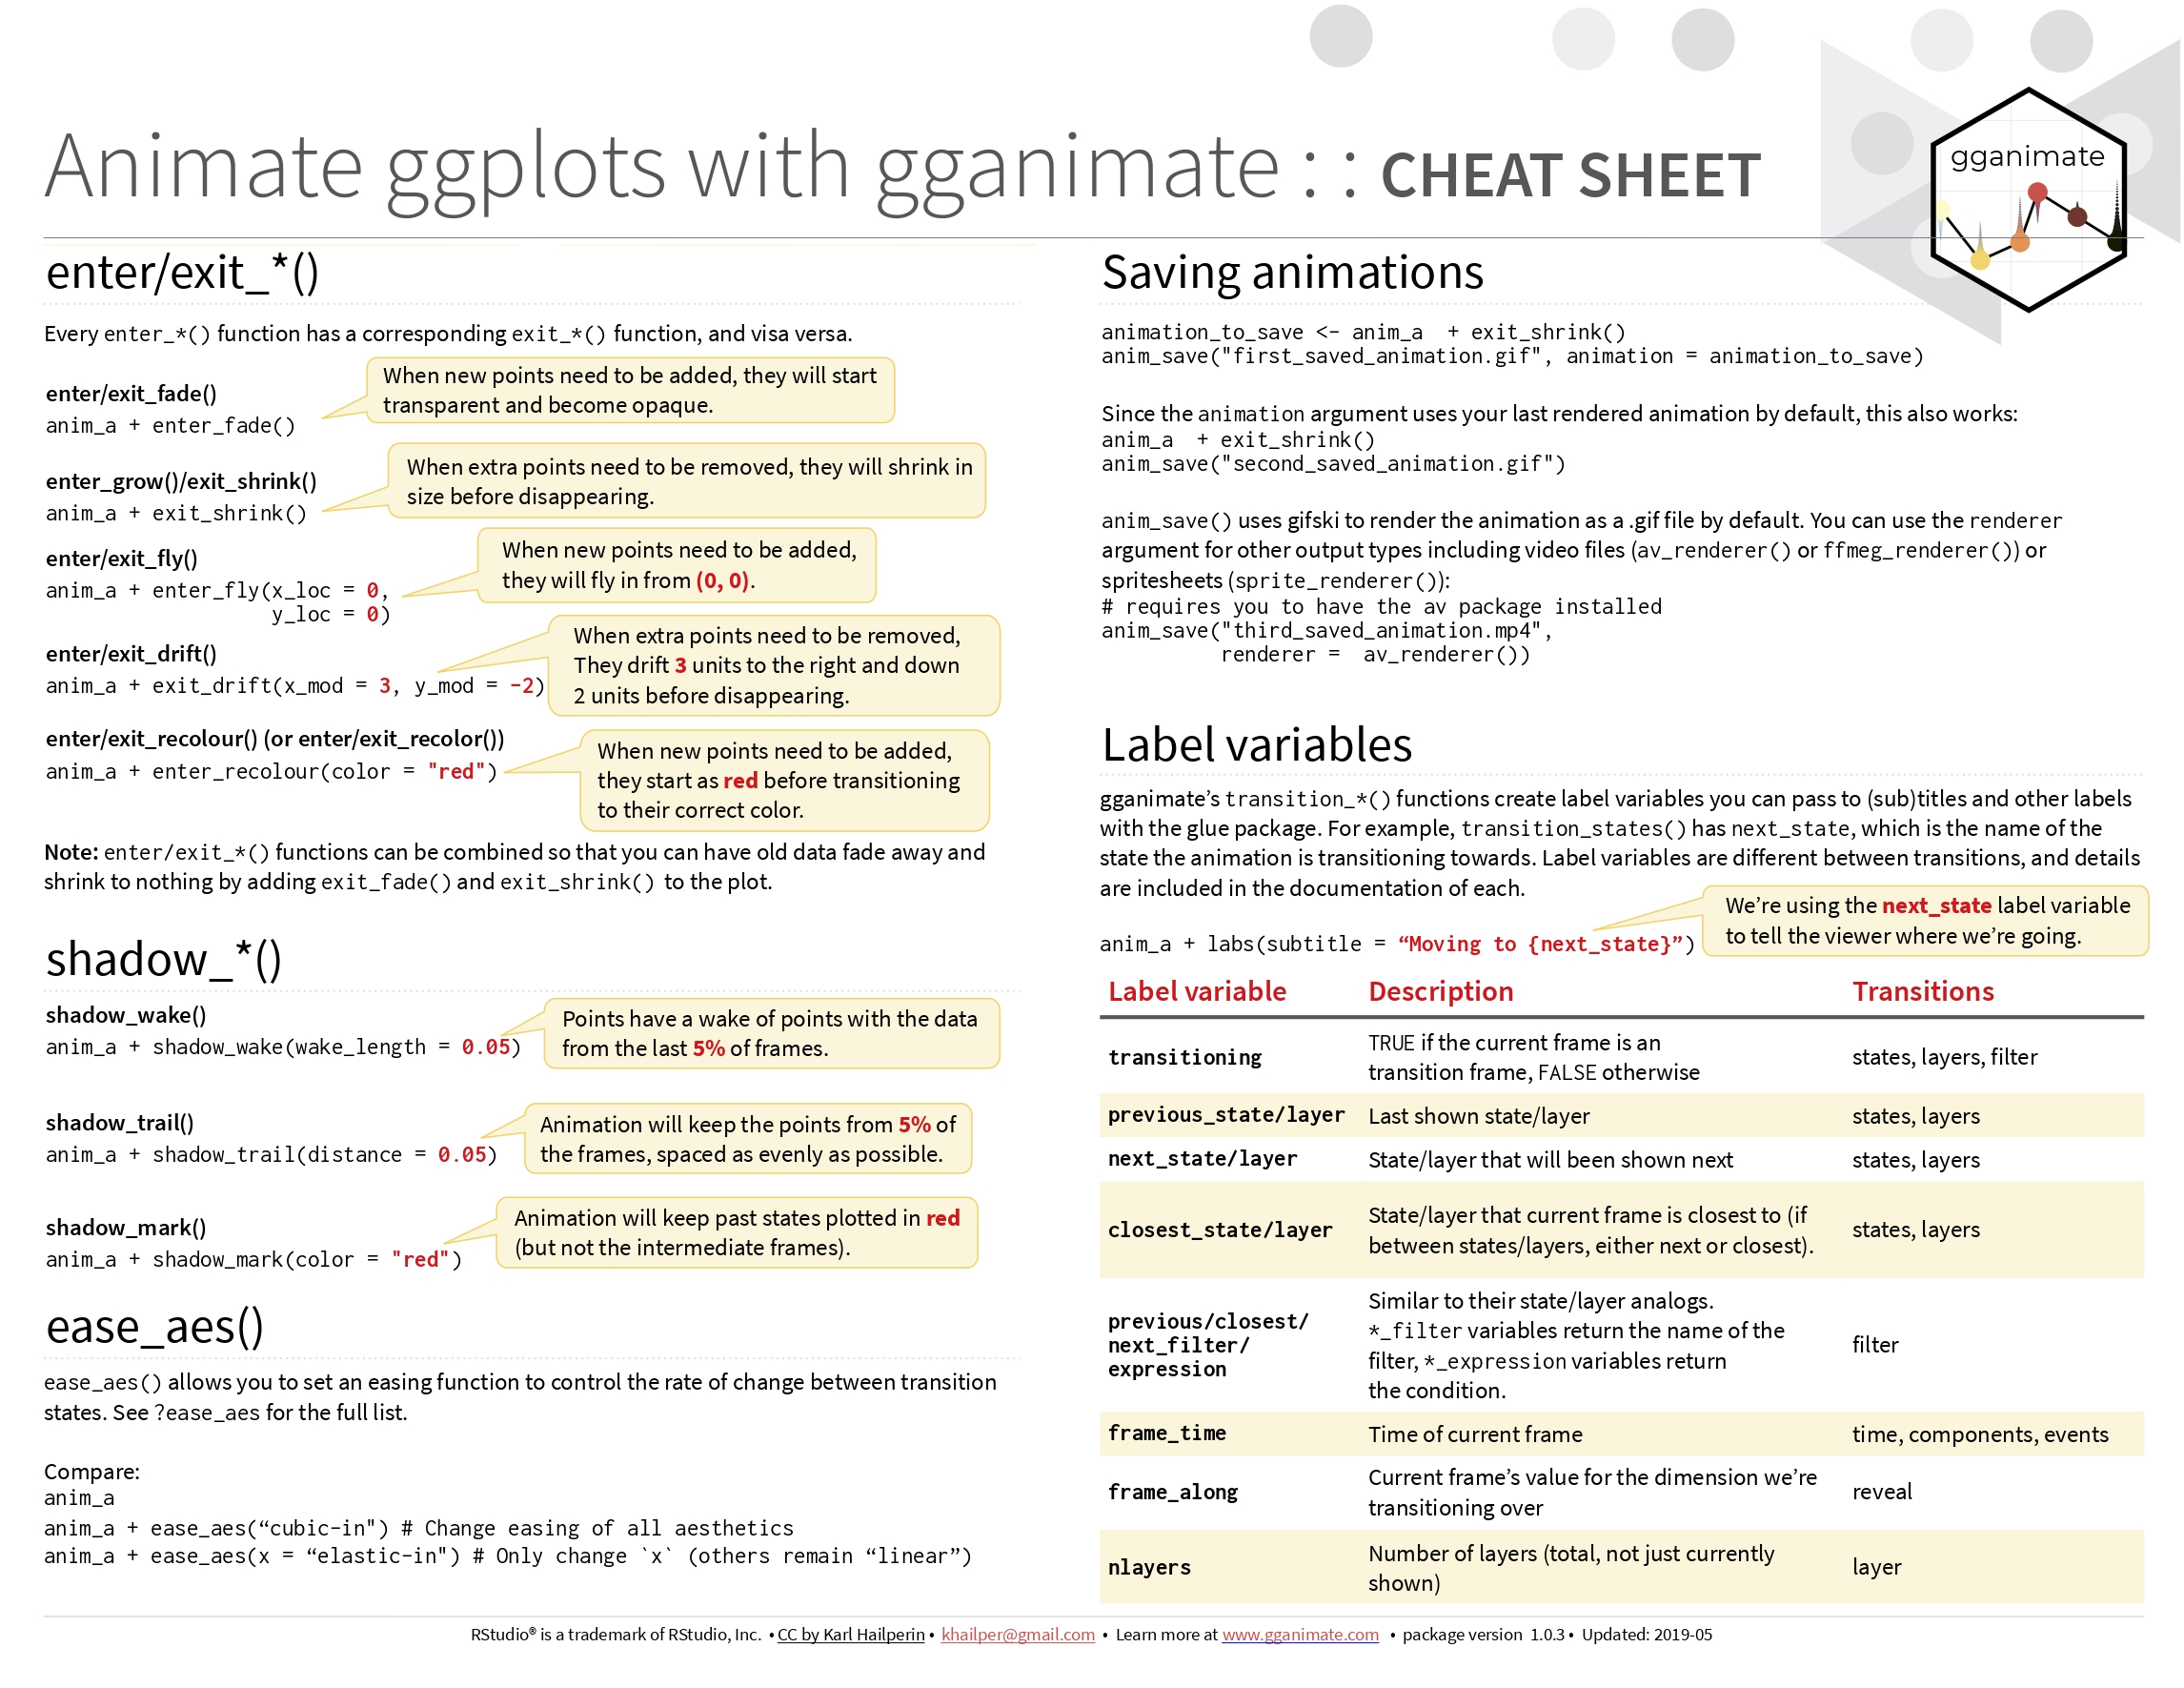 Animate ggplots with gganimate : : CHEAT SHEET
gganimate
enter/exit_*()
Every enter_*() function has a corresponding exit_*() function, and visa versa.
enter/exit_fade()
anim_a + enter_fade()
When new points need to be added, they will start
transparent and become opaque.
enter_grow()/exit_shrink()
anim_a + exit_shrink()
When extra points need to be removed, they will shrink in
size before disappearing.
enter/exit_fly()
anim_a + enter_fly(x_loc = 0,
y_loc = 0)
When new points need to be added,
they will fly in from (0, 0).
enter/exit_drift()
anim_a + exit_drift(x_mod = 3, y_mod = -2)
When extra points need to be removed,
They drift 3 units to the right and down
2 units before disappearing.
enter/exit_recolour() (or enter/exit_recolor())
anim_a + enter_recolour(color = "red")
When new points need to be added,
they start as red before transitioning
to their correct color.
Note: enter/exit_*() functions can be combined so that you can have old data fade away and
shrink to nothing by adding exit_fade() and exit_shrink() to the plot.
shadow_*()
shadow_wake()
anim_a + shadow_wake(wake_length = 0.05)
Points have a wake of points with the data
from the last 5% of frames.
shadow_trail()
anim_a + shadow_trail(distance = 0.05)
Animation will keep the points from 5% of
the frames, spaced as evenly as possible.
shadow_mark()
anim_a + shadow_mark(color = "red")
Animation will keep past states plotted in red
(but not the intermediate frames).
ease_aes()
ease_aes() allows you to set an easing function to control the rate of change between transition
states. See ?ease_aes for the full list.
Compare:
anim_a
anim_a + ease_aes(“cubic-in") # Change easing of all aesthetics
anim_a + ease_aes(x = “elastic-in") # Only change `x` (others remain “linear”)
Saving animations
animation_to_save <- anim_a  + exit_shrink()
anim_save("first_saved_animation.gif", animation = animation_to_save)
Since the animation argument uses your last rendered animation by default, this also works:
anim_a  + exit_shrink()
anim_save("second_saved_animation.gif")
anim_save() uses gifski to render the animation as a .gif file by default. You can use the renderer
argument for other output types including video files (av_renderer() or ffmeg_renderer()) or
spritesheets (sprite_renderer()):
# requires you to have the av package installed
anim_save("third_saved_animation.mp4",
renderer =  av_renderer())
Label variables
gganimate’s transition_*() functions create label variables you can pass to (sub)titles and other labels
with the glue package. For example, transition_states() has next_state, which is the name of the
state the animation is transitioning towards. Label variables are different between transitions, and details
are included in the documentation of each.
We’re using the next_state label variable
to tell the viewer where we’re going.
anim_a + labs(subtitle = “Moving to {next_state}”)
Label variable Description Transitions
transitioning TRUE if the current frame is an
transition frame, FALSE otherwise states, layers, filter
previous_state/layer Last shown state/layer states, layers
next_state/layer State/layer that will been shown next states, layers
closest_state/layer State/layer that current frame is closest to (if
between states/layers, either next or closest). states, layers
previous/closest/
next_filter/
expression
Similar to their state/layer analogs.
*_filter variables return the name of the
filter, *_expression variables return
the condition.
filter
frame_time Time of current frame time, components, events
frame_along Current frame’s value for the dimension we’re
transitioning over reveal
nlayers Number of layers (total, not just currently
shown) layer
RStudio® is a trademark of RStudio, Inc. • CC by Karl Hailperin • khailper@gmail.com • Learn more at www.gganimate.com • package version 1.0.3 • Updated: 2019-05